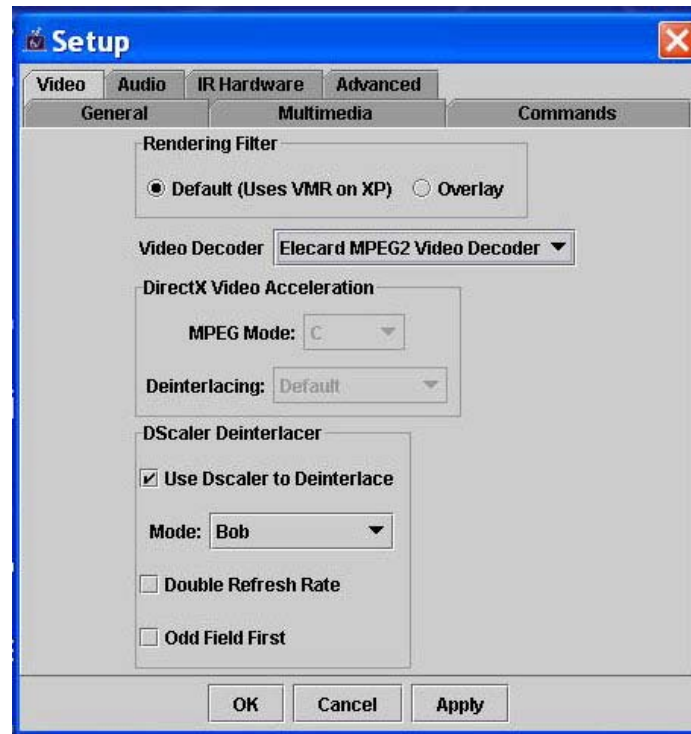 Setup
Video Audio IR Hardware Advanced
General Multimedia Commands
Rendering Filter
Default (Uses VMR on XP) Overlay
Video Decoder Elecard MPEG2 Video Decoder
DirectX Video Acceleration
MPEG Mode: C
Deinterlacing: Default
DScaler Deinterlacer
Use Dscaler to Deinterlace
Mode: Bob
Double Refresh Rate
Odd Field First
OK Cancel Apply